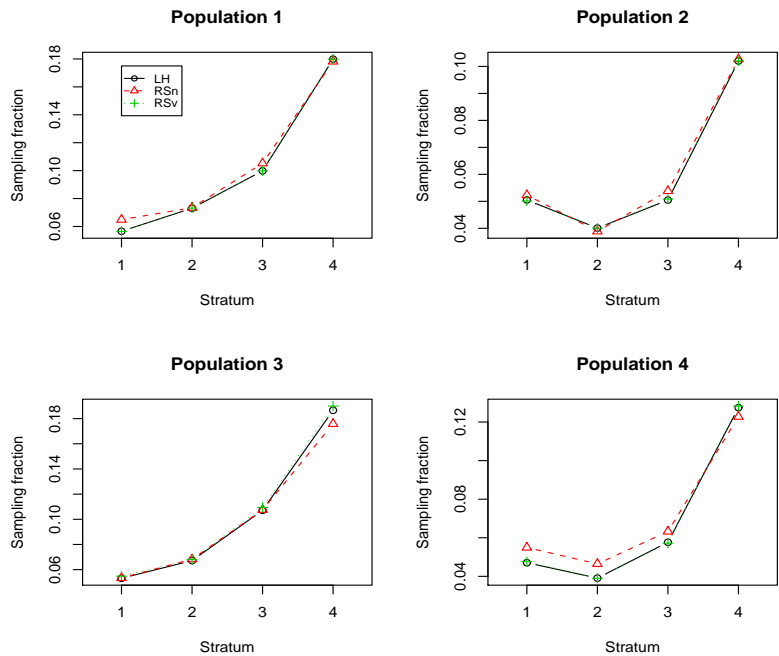 Population 1
Sampling fraction
0.06 0.10 0.14 0.18
LH
RSn
RSv
1 2 3 4
Stratum
Population 2
Sampling fraction
0.04 0.06 0.08 0.10
1 2 3 4
Stratum
Population 3
Sampling fraction
0.06 0.10 0.14 0.18
1 2 3 4
Stratum
Population 4
Sampling fraction
0.04 0.08 0.12
1 2 3 4
Stratum